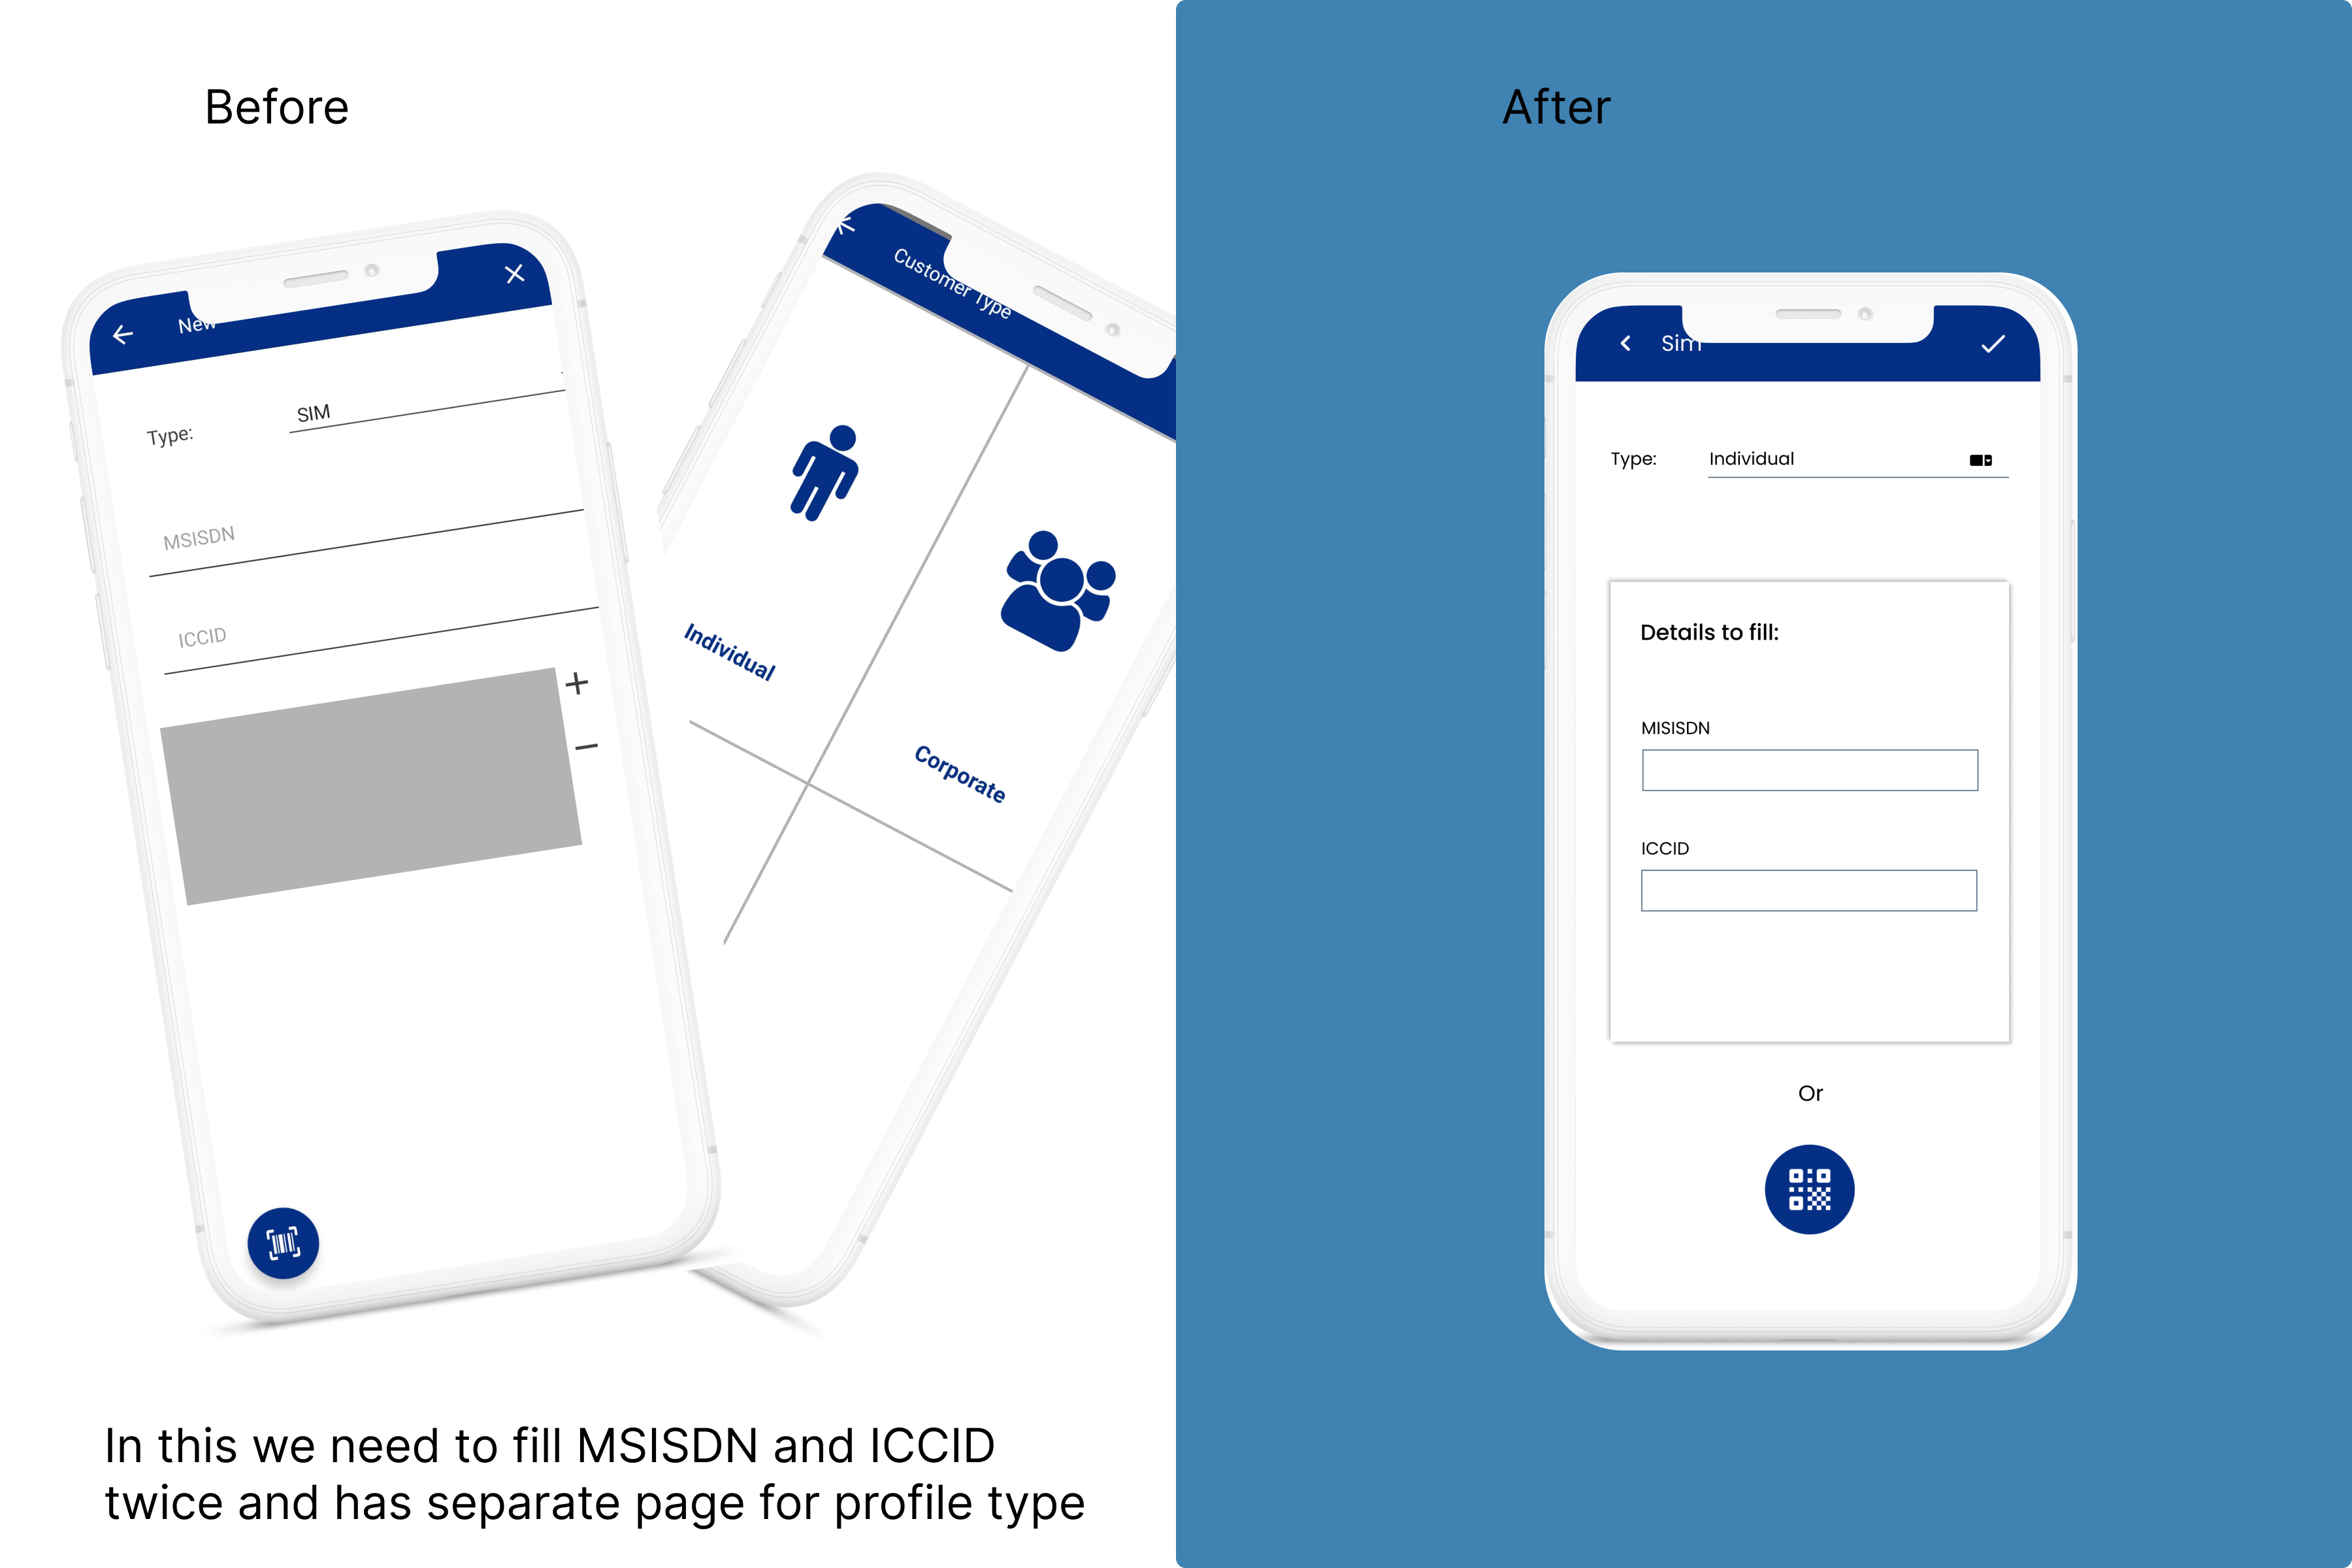 Before
After
New
Customer Type
Type:
SIM
MSISDN
ICCID
Individual
Corporate
In this we need to fill MSISDN and ICCID
twice and has separate page for profile type
Sim
Type:
Individual
Details to fill:
MISISDN
ICCID
Or